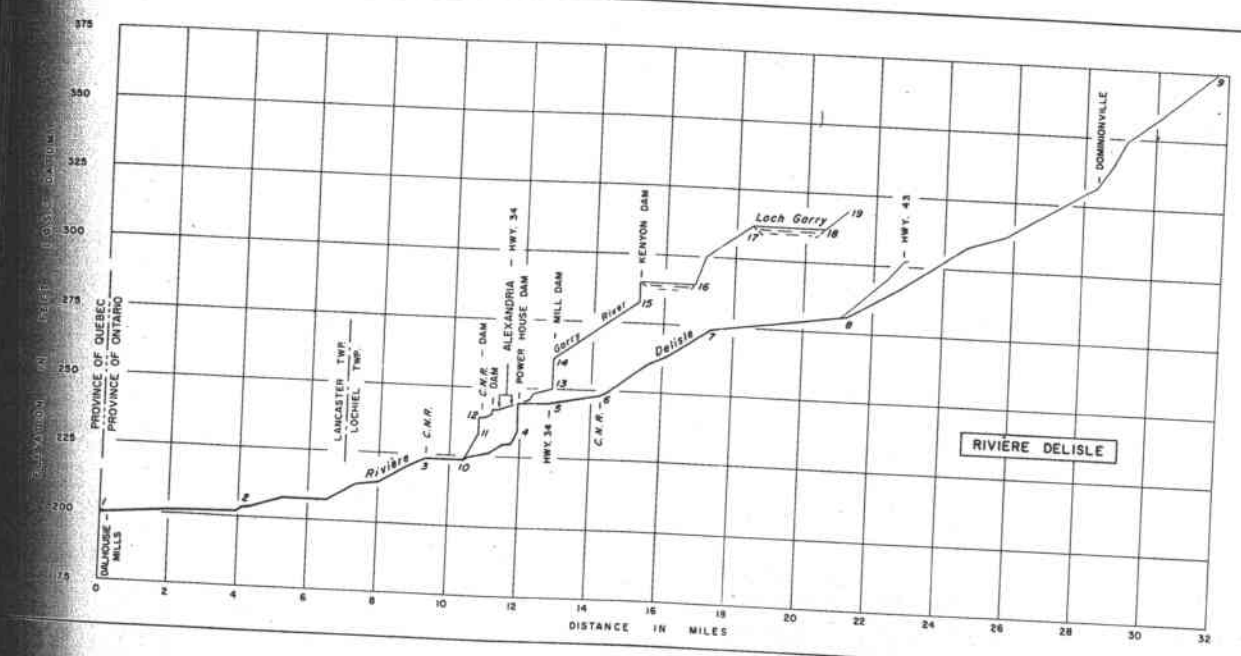 375
350
325
300
275
250
225
200
75
ELEVATION IN FEET
DATUM
PROVINCE OF QUEBEC
PROVINCE OF ONTARIO
DALHOUSIE -
MILLS
LANCASTER TWP.
LOCHIEL TWP.
- C.N.R.
C.N.R. - DAM
DAM
ALEXANDRIA - HWY. 34
POWER HOUSE DAM
- MILL DAM
HWY. 34 -
C.N.R. -
- KENYON DAM
- HWY. 43
- DOMINIONVILLE
Loch Garry
Garry River
Rivière
Delisle
1
2
3
4
5
6
7
8
9
10
11
12
13
14
15
16
17
18
19
RIVIÈRE DELISLE
0
2
4
6
8
10
12
14
16
18
20
22
24
26
28
30
32
DISTANCE IN MILES